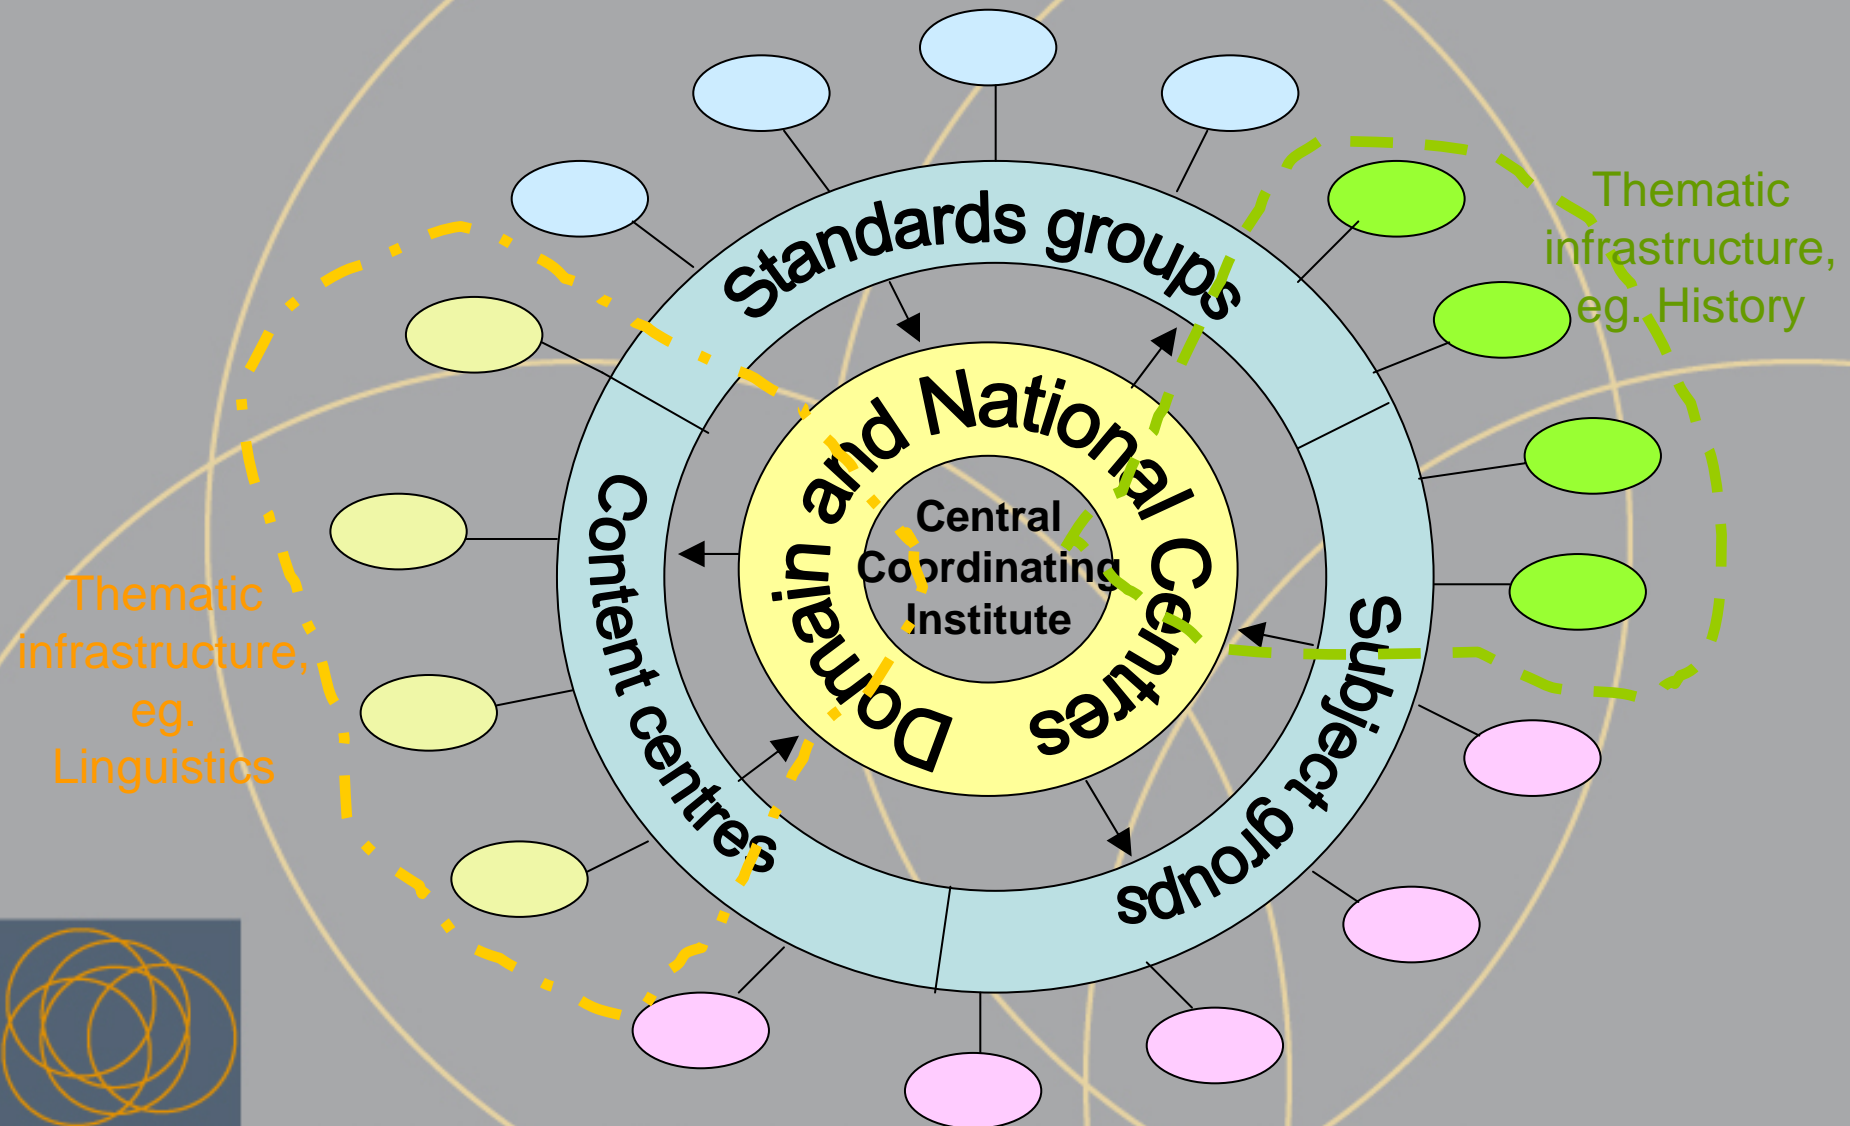 Standards groups
Thematic
infrastructure,
eg. History
Domain and National Centres
Central
Coordinating
Institute
Content centres
Thematic
infrastructure,
eg.
Linguistics
Subject groups